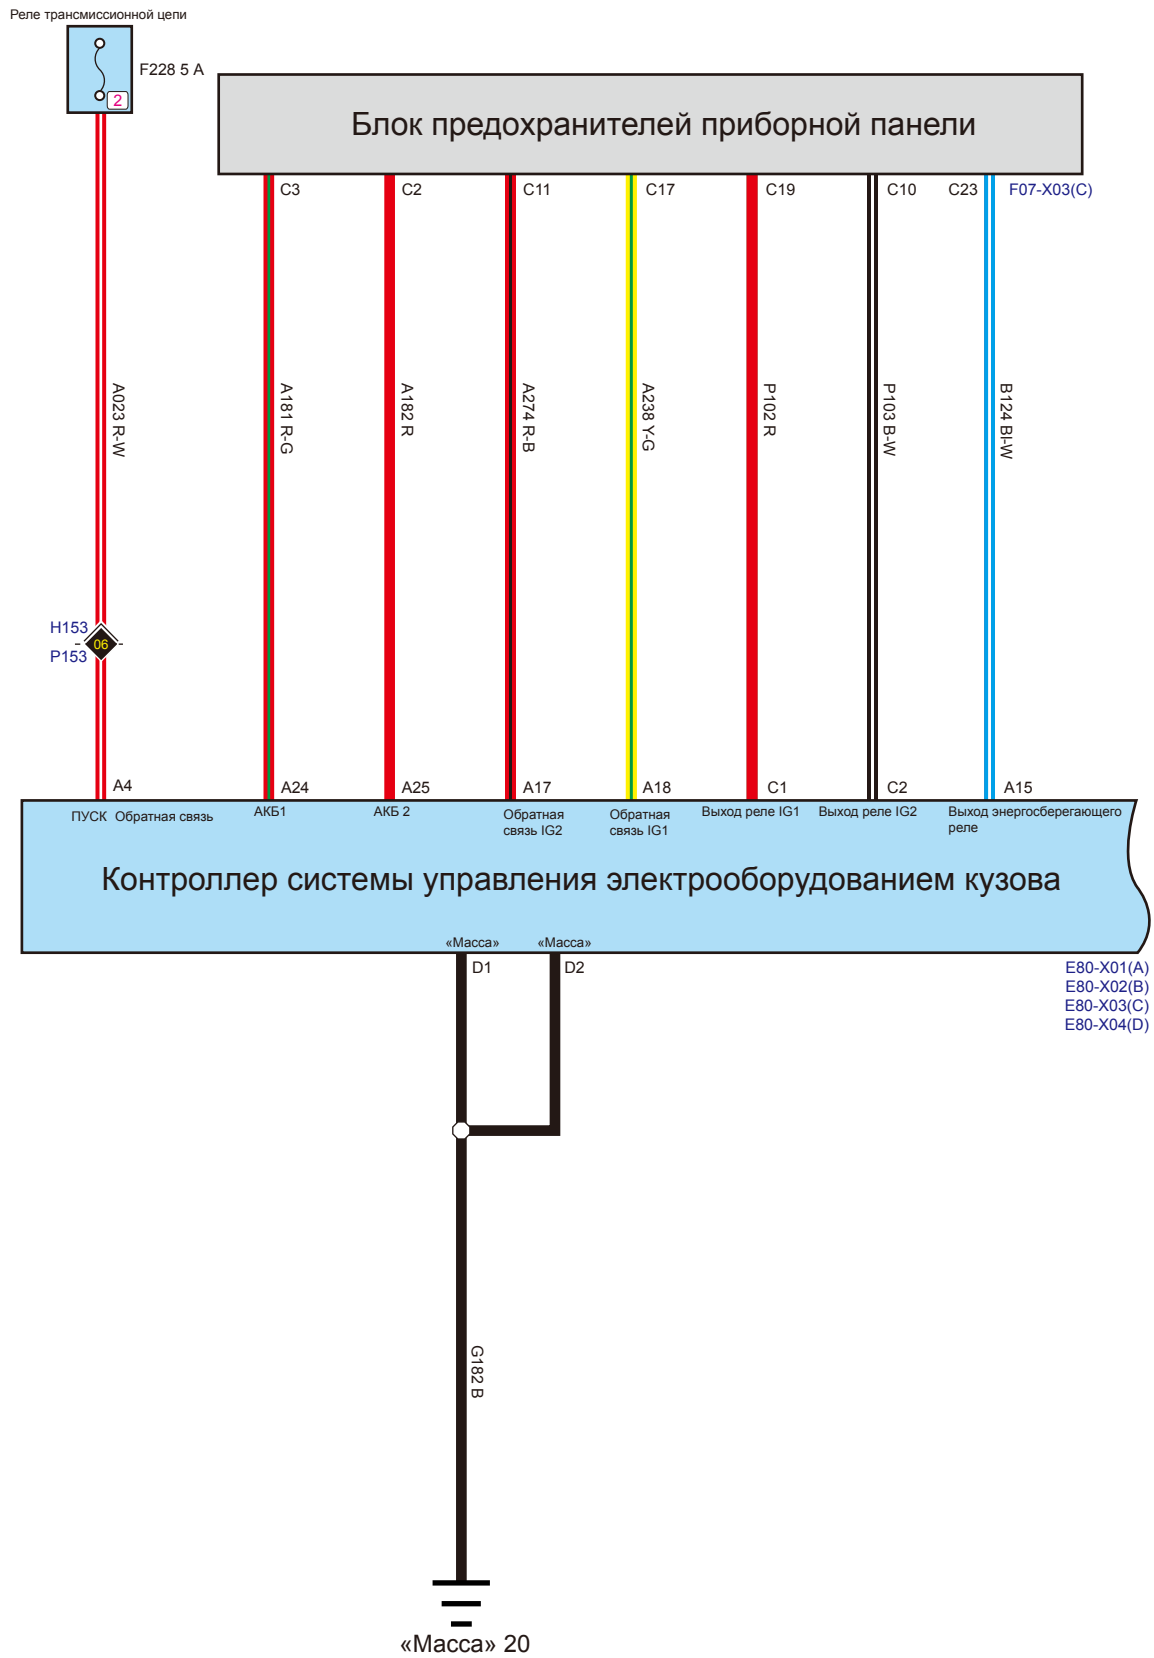 Реле трансмиссионной цепи
F228 5 A
2
Блок предохранителей приборной панели
C3
C2
C11
C17
C19
C10
C23
F07-X03(C)
A023 R-W
A181 R-G
A182 R
A274 R-B
A238 Y-G
P102 R
P103 B-W
B124 Bl-W
H153
06
P153
A4
A24
A25
A17
A18
C1
C2
A15
ПУСК Обратная связь
АКБ1
АКБ 2
Обратная
связь IG2
Обратная
связь IG1
Выход реле IG1
Выход реле IG2
Выход энергосберегающего
реле
Контроллер системы управления электрооборудованием кузова
«Масса»
«Масса»
D1
D2
E80-X01(A)
E80-X02(B)
E80-X03(C)
E80-X04(D)
G182 B
«Масса» 20